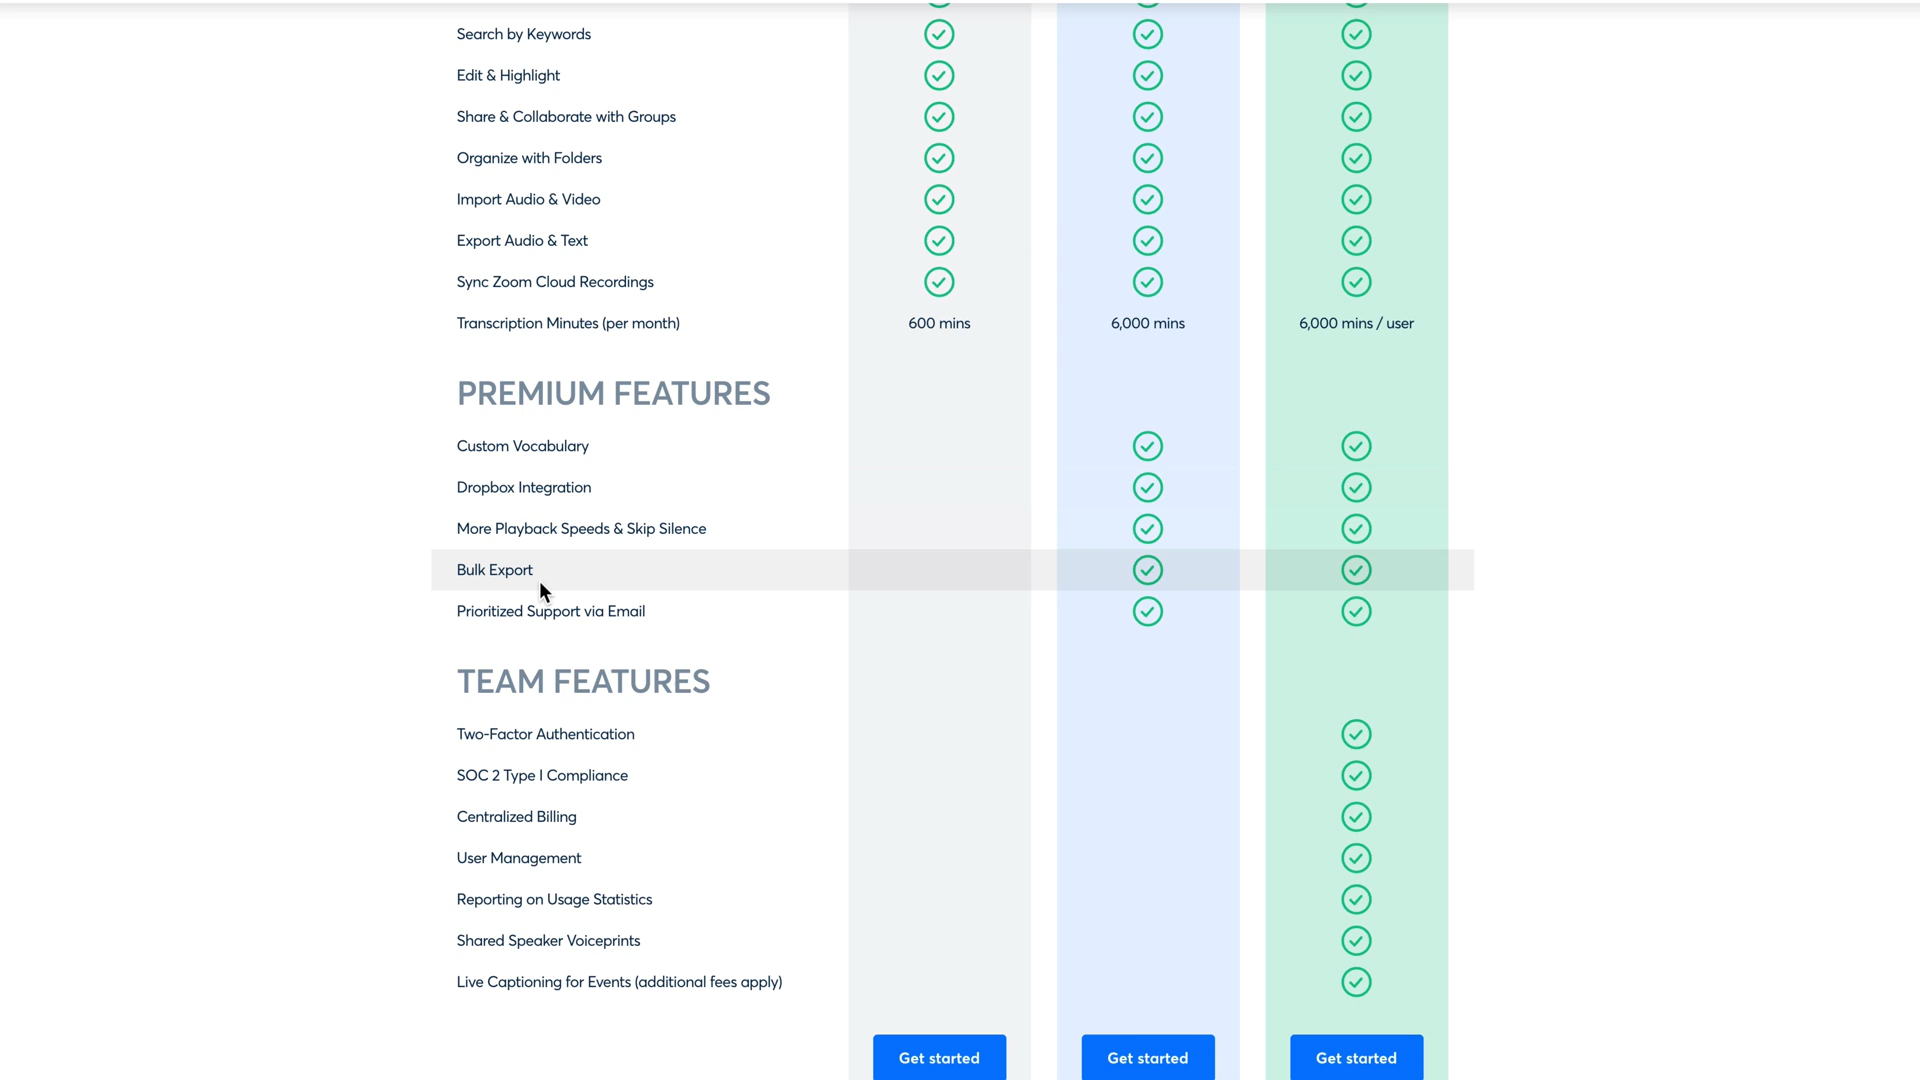 Search by Keywords
Edit & Highlight
Share & Collaborate with Groups
Organize with Folders
Import Audio & Video
Export Audio & Text
Sync Zoom Cloud Recordings
Transcription Minutes (per month) 600 mins 6,000 mins 6,000 mins / user
PREMIUM FEATURES
Custom Vocabulary
Dropbox Integration
More Playback Speeds & Skip Silence
Bulk Export
Prioritized Support via Email
TEAM FEATURES
Two-Factor Authentication
SOC 2 Type I Compliance
Centralized Billing
User Management
Reporting on Usage Statistics
Shared Speaker Voiceprints
Live Captioning for Events (additional fees apply)
Get started Get started Get started